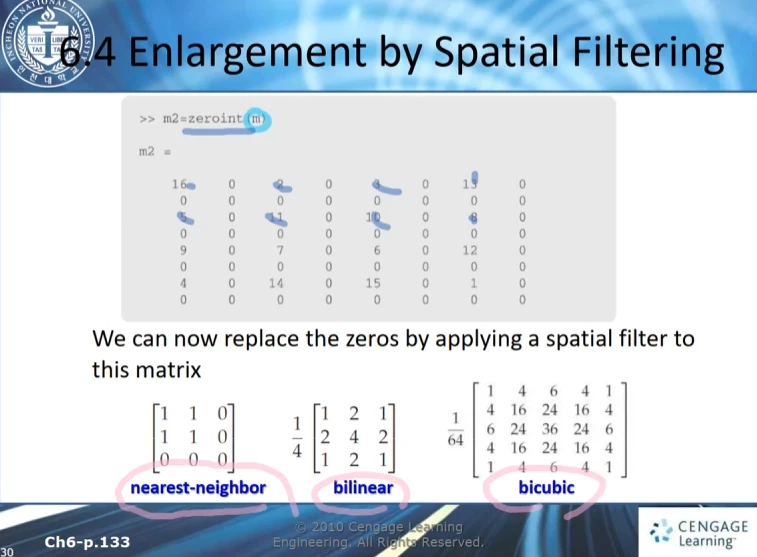 6.4 Enlargement by Spatial Filtering
>> m2=zeroint(m)
m2 =
16 0 2 0 3 0 13 0
0 0 0 0 0 0 0 0
5 0 11 0 10 0 8 0
0 0 0 0 0 0 0 0
9 0 7 0 6 0 12 0
0 0 0 0 0 0 0 0
4 0 14 0 15 0 1 0
0 0 0 0 0 0 0 0
We can now replace the zeros by applying a spatial filter to
this matrix
1 1 0
1 1 0
0 0 0
nearest-neighbor
1/4
1 2 1
2 4 2
1 2 1
bilinear
1/64
1 4 6 4 1
4 16 24 16 4
6 24 36 24 6
4 16 24 16 4
1 4 6 4 1
bicubic
30
Ch6-p.133
© 2010 Cengage Learning
Engineering. All Rights Reserved.
CENGAGE
Learning